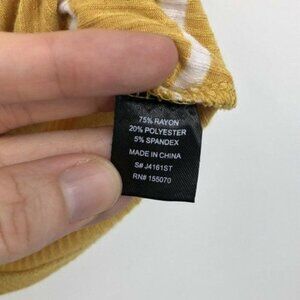 75% RAYON
20% POLYESTER
5% SPANDEX
MADE IN CHINA
S# J4161ST
RN# 155070